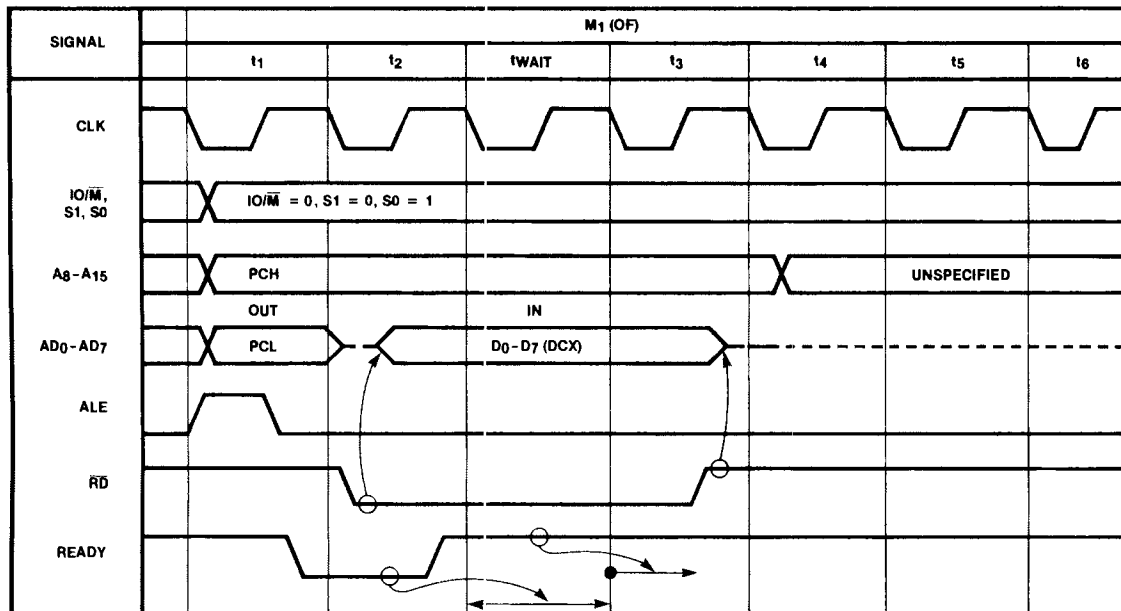 SIGNAL
M1 (OF)
t1 t2 tWAIT t3 t4 t5 t6
CLK
IO/M̅,
S1, S0
IO/M̅ = 0, S1 = 0, S0 = 1
A8-A15
PCH
UNSPECIFIED
OUT IN
AD0-AD7
PCL
D0-D7 (DCX)
ALE
R̅D̅
READY